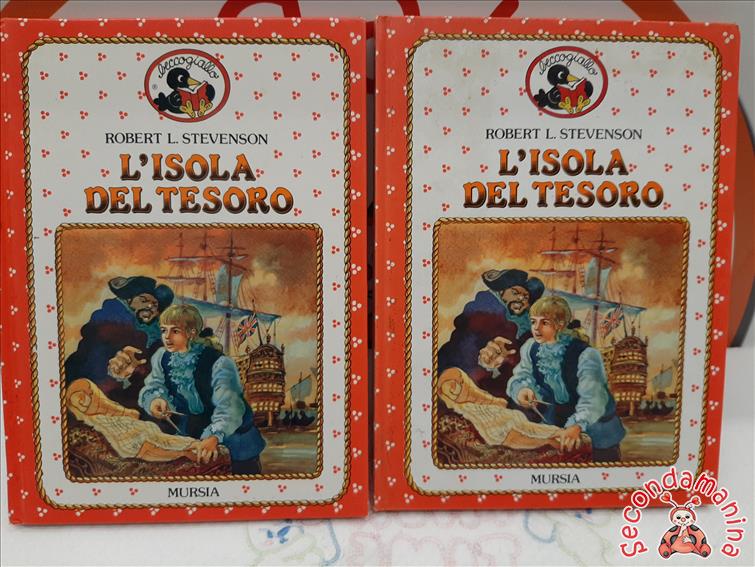 beccogiallo
®
ROBERT L. STEVENSON
L'ISOLA
DEL TESORO
MURSIA
beccogiallo
ROBERT L. STEVENSON
L'ISOLA
DEL TESORO
MURSIA
Secondamanina